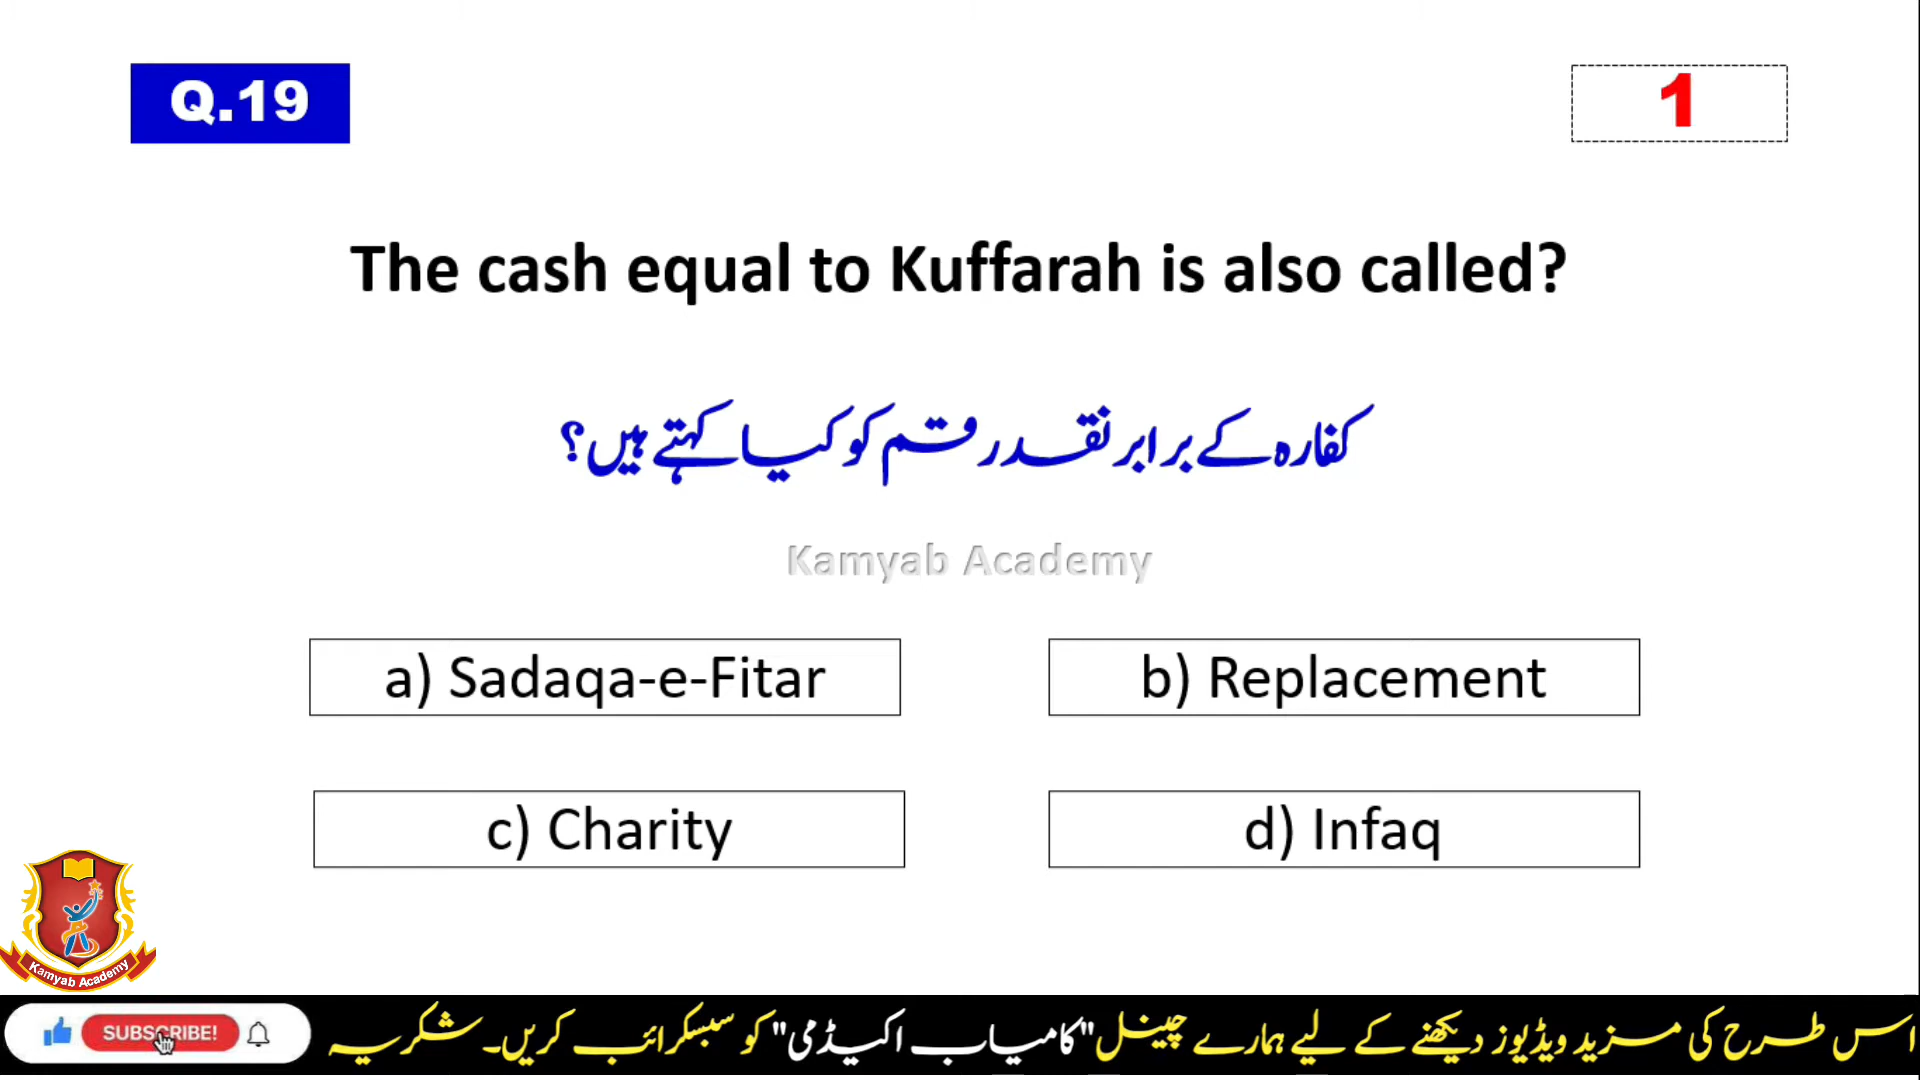 Q.19
1
The cash equal to Kuffarah is also called?
کفارہ کے برابر نقد رقم کو کیا کہتے ہیں؟
Kamyab Academy
a) Sadaqa-e-Fitar
b) Replacement
c) Charity
d) Infaq
Kamyab Academy
SUBSCRIBE!
اس طرح کی مزید ویڈیوز دیکھنے کے لیے ہمارے چینل "کامیاب اکیڈمی" کو سبسکرائب کریں۔ شکریہ